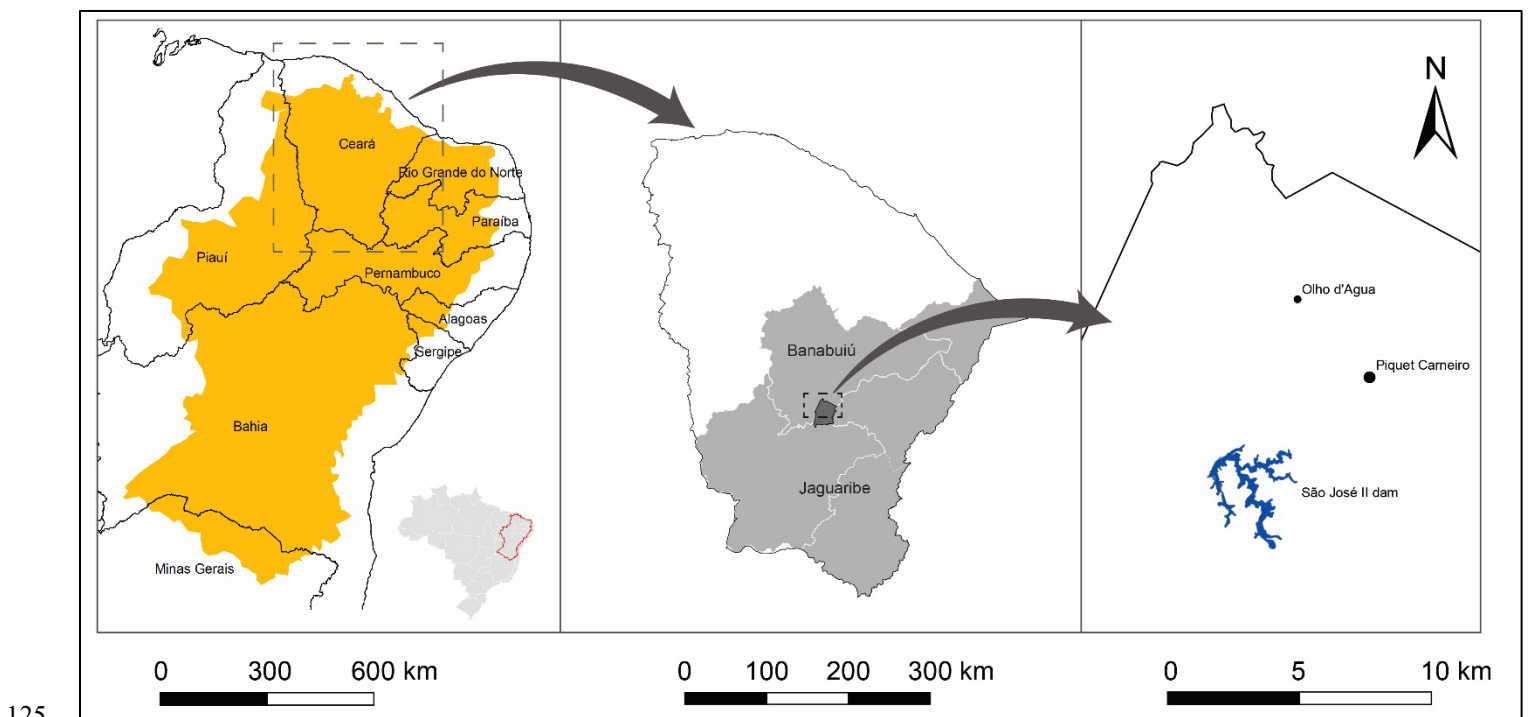 Ceará
Rio Grande do Norte
Paraíba
Piauí
Pernambuco
Alagoas
Sergipe
Bahia
Minas Gerais
0 300 600 km
Banabuiú
Jaguaribe
0 100 200 300 km
N
Olho d'Agua
Piquet Carneiro
São José II dam
0 5 10 km
125